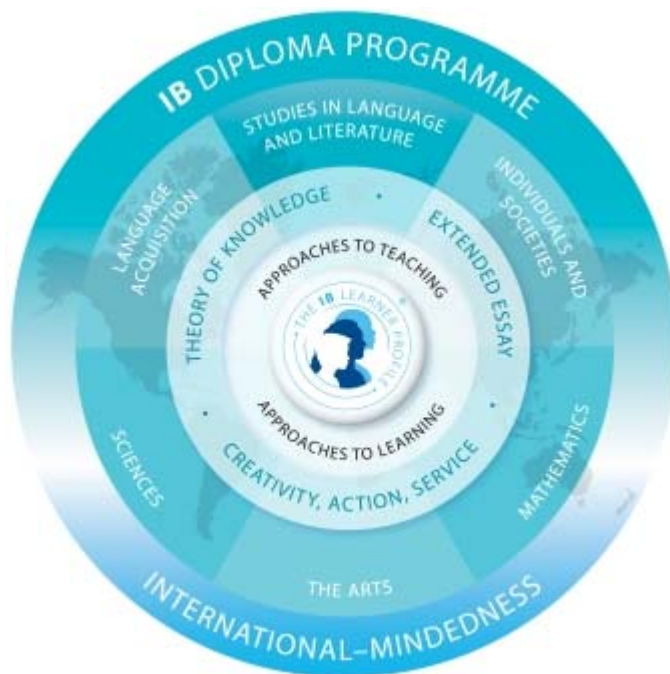 IB DIPLOMA PROGRAMME
STUDIES IN LANGUAGE
AND LITERATURE
LANGUAGE
ACQUISITION
INDIVIDUALS AND
SOCIETIES
THEORY OF KNOWLEDGE
EXTENDED ESSAY
APPROACHES TO TEACHING
THE IB LEARNER PROFILE
APPROACHES TO LEARNING
CREATIVITY, ACTION, SERVICE
SCIENCES
MATHEMATICS
THE ARTS
INTERNATIONAL–MINDEDNESS